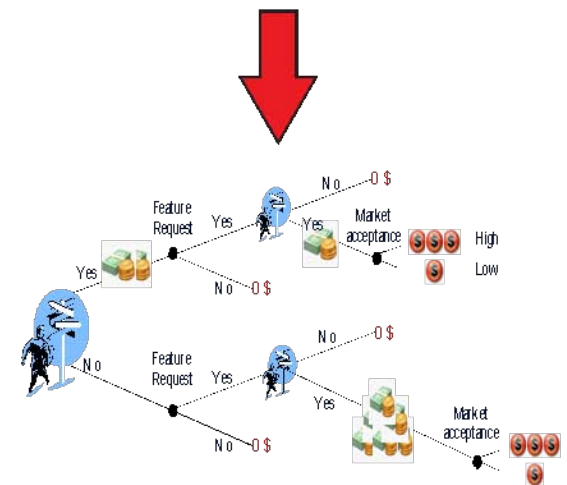 No 0 $
Feature
Request
Yes
Yes
Market
acceptance
High
Yes
Low
No 0 $
No
Feature
Request
Yes
No 0 $
Yes
Market
acceptance
No 0 $
$ $ $
$
$ $ $
$